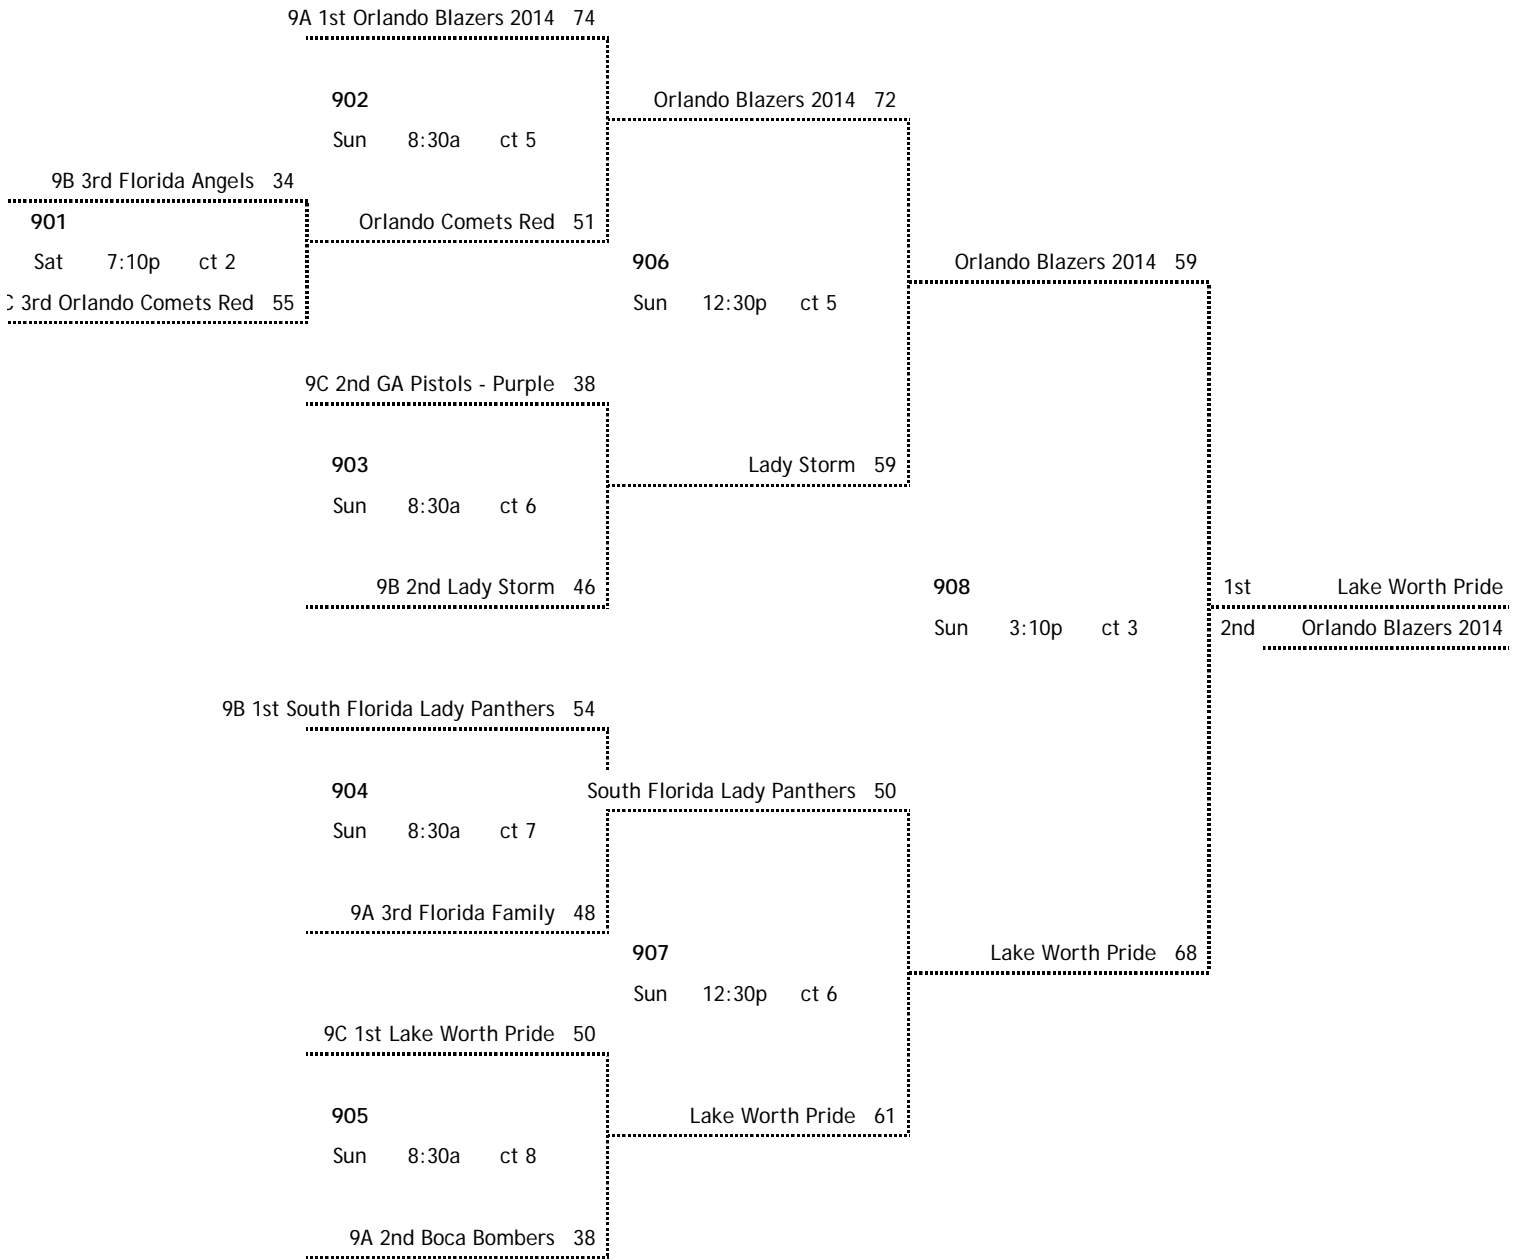 9A 1st Orlando Blazers 2014 74
902 Orlando Blazers 2014 72
Sun 8:30a ct 5
9B 3rd Florida Angels 34
901 Orlando Comets Red 51
Sat 7:10p ct 2 906 Orlando Blazers 2014 59
3rd Orlando Comets Red 55 Sun 12:30p ct 5
9C 2nd GA Pistols - Purple 38
903 Lady Storm 59
Sun 8:30a ct 6
9B 2nd Lady Storm 46 908 1st Lake Worth Pride
Sun 3:10p ct 3 2nd Orlando Blazers 2014
9B 1st South Florida Lady Panthers 54
904 South Florida Lady Panthers 50
Sun 8:30a ct 7
9A 3rd Florida Family 48
907 Lake Worth Pride 68
Sun 12:30p ct 6
9C 1st Lake Worth Pride 50
905 Lake Worth Pride 61
Sun 8:30a ct 8
9A 2nd Boca Bombers 38